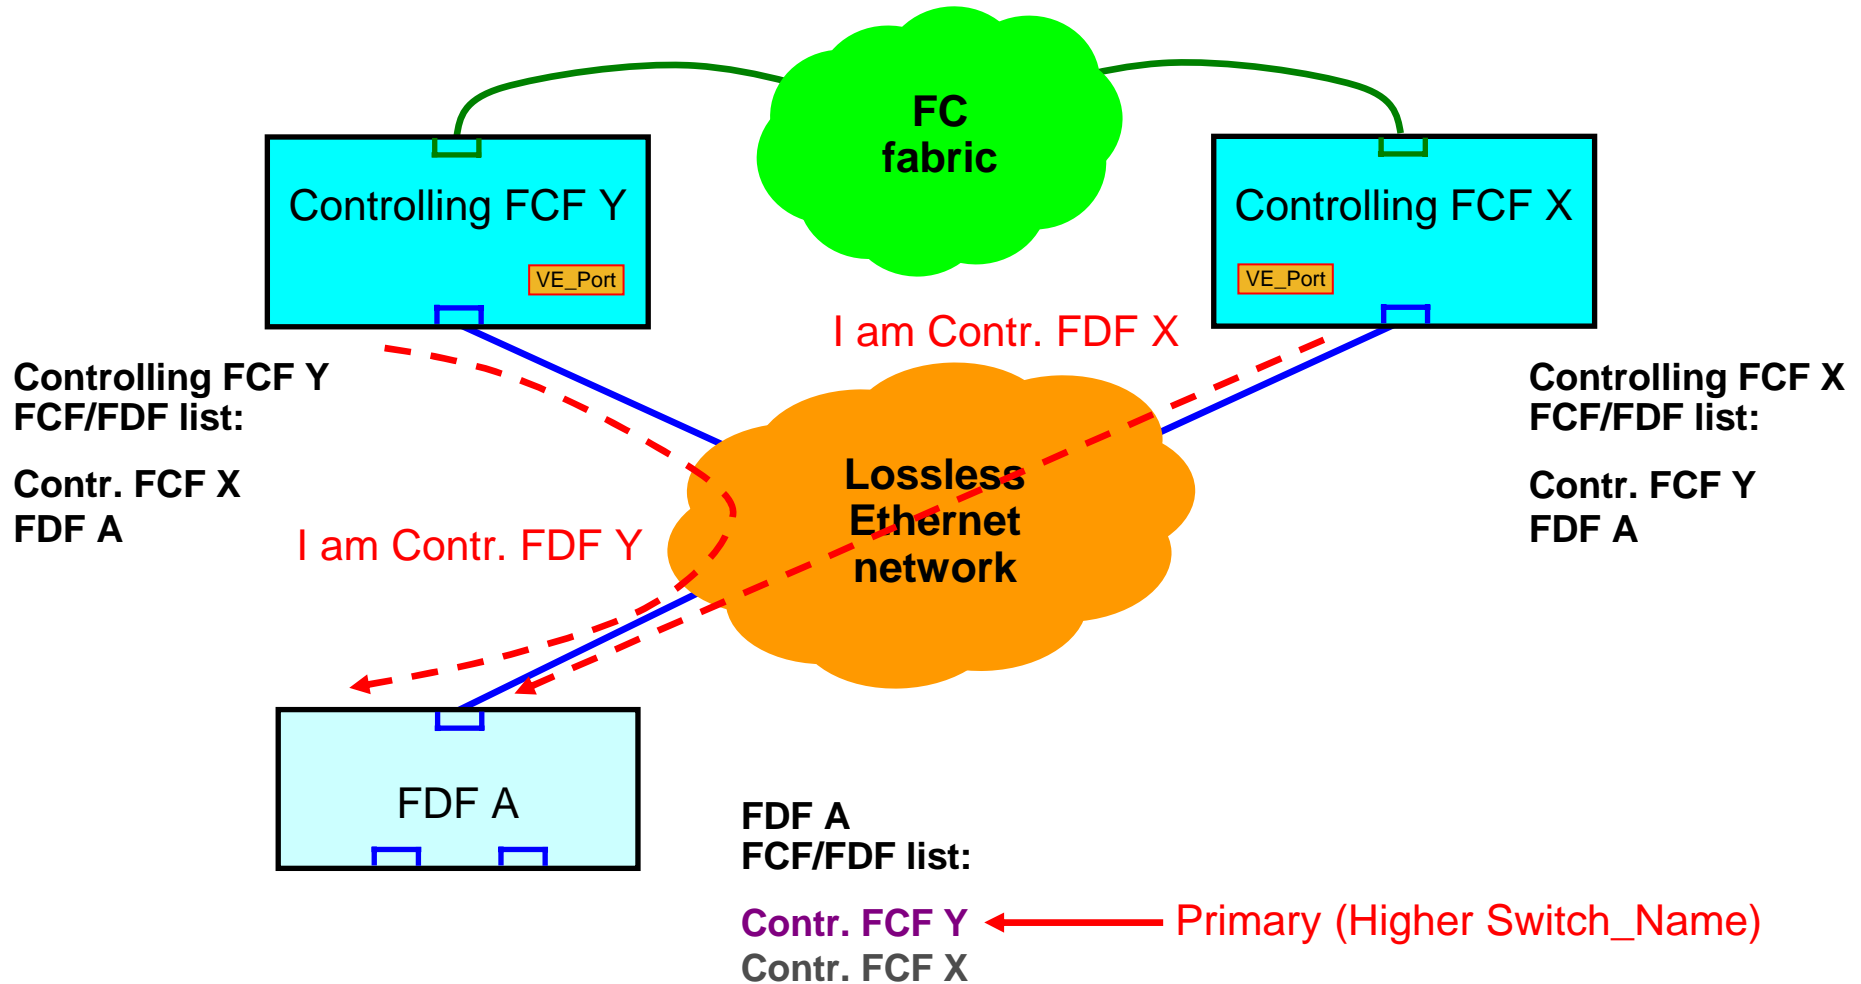 FC
fabric
Controlling FCF Y
VE_Port
Controlling FCF X
VE_Port
I am Contr. FDF X
Controlling FCF Y
FCF/FDF list:
Contr. FCF X
FDF A
Controlling FCF X
FCF/FDF list:
Contr. FCF Y
FDF A
Lossless
Ethernet
network
I am Contr. FDF Y
FDF A
FDF A
FCF/FDF list:
Contr. FCF Y
Primary (Higher Switch_Name)
Contr. FCF X